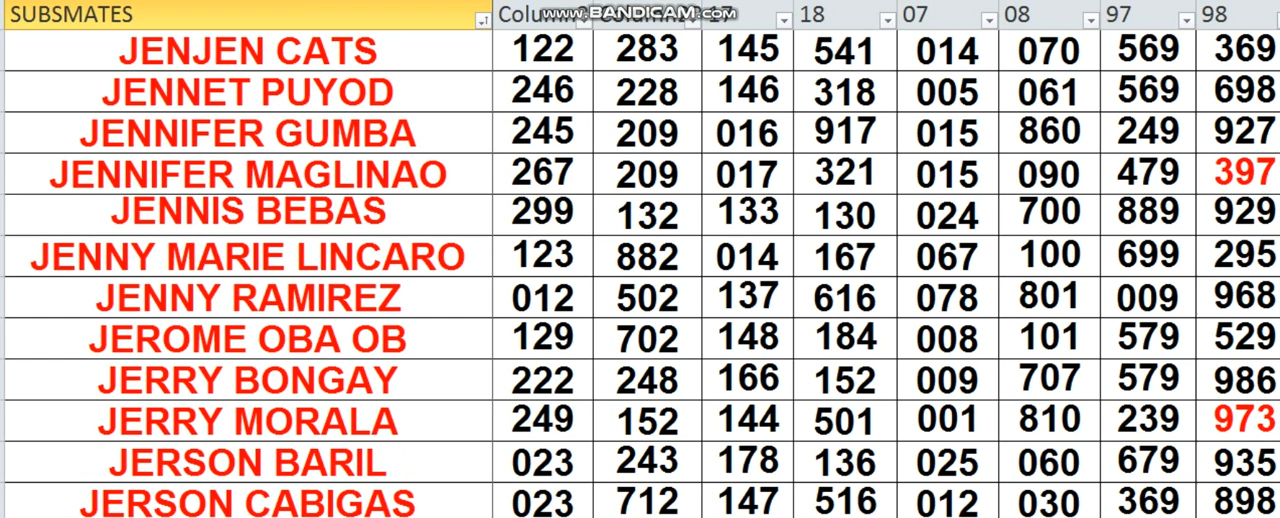 SUBSMATES Column www.BANDICAM.com 17 18 07 08 97 98
JENJEN CATS 122 283 145 541 014 070 569 369
JENNET PUYOD 246 228 146 318 005 061 569 698
JENNIFER GUMBA 245 209 016 917 015 860 249 927
JENNIFER MAGLINAO 267 209 017 321 015 090 479 397
JENNIS BEBAS 299 132 133 130 024 700 889 929
JENNY MARIE LINCARO 123 882 014 167 067 100 699 295
JENNY RAMIREZ 012 502 137 616 078 801 009 968
JEROME OBA OB 129 702 148 184 008 101 579 529
JERRY BONGAY 222 248 166 152 009 707 579 986
JERRY MORALA 249 152 144 501 001 810 239 973
JERSON BARIL 023 243 178 136 025 060 679 935
JERSON CABIGAS 023 712 147 516 012 030 369 898